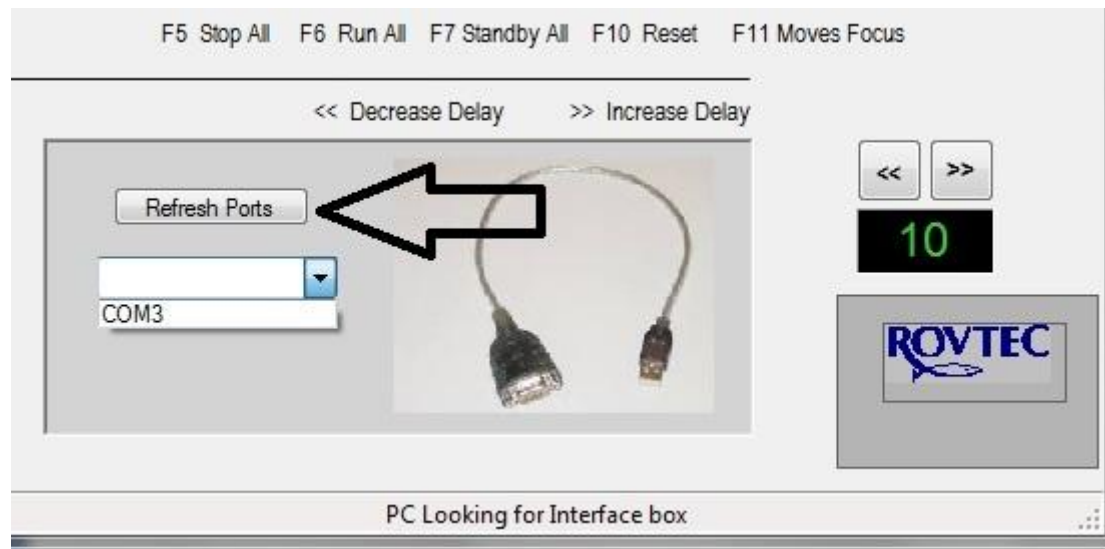 F5 Stop All F6 Run All F7 Standby All F10 Reset F11 Moves Focus
<< Decrease Delay >> Increase Delay
<< >>
Refresh Ports
10
COM3
ROVTEC
PC Looking for Interface box